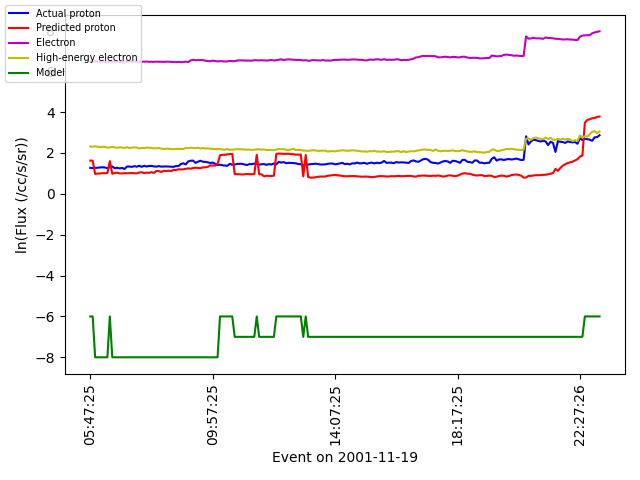 Actual proton
Predicted proton
Electron
High-energy electron
Model
4
2
0
−2
−4
−6
−8
ln(Flux (/cc/s/sr))
05:47:25
09:57:25
14:07:25
18:17:25
22:27:26
Event on 2001-11-19